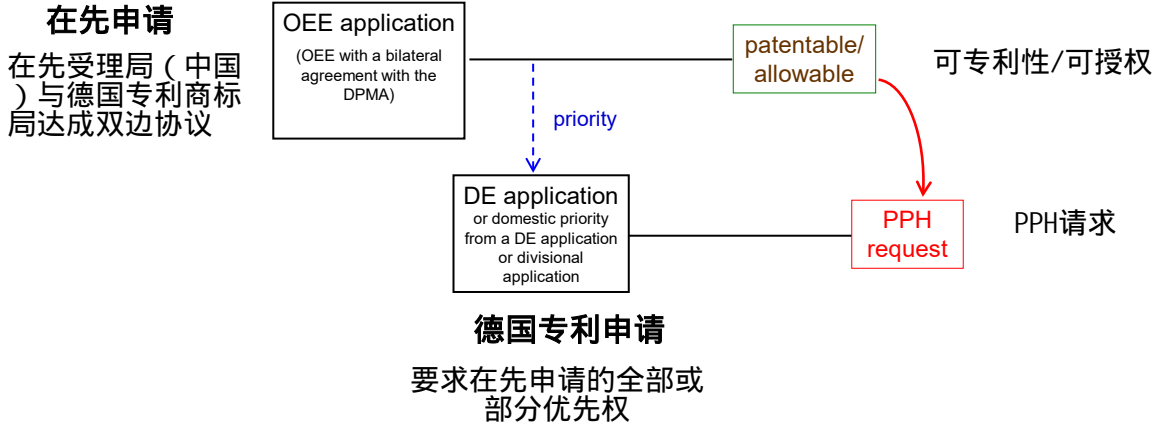 在先申请
在先受理局（中国
）与德国专利商标
局达成双边协议
OEE application
(OEE with a bilateral
agreement with the
DPMA)
patentable/
allowable
可专利性/可授权
priority
DE application
or domestic priority
from a DE application
or divisional
application
PPH
request
PPH请求
德国专利申请
要求在先申请的全部或
部分优先权